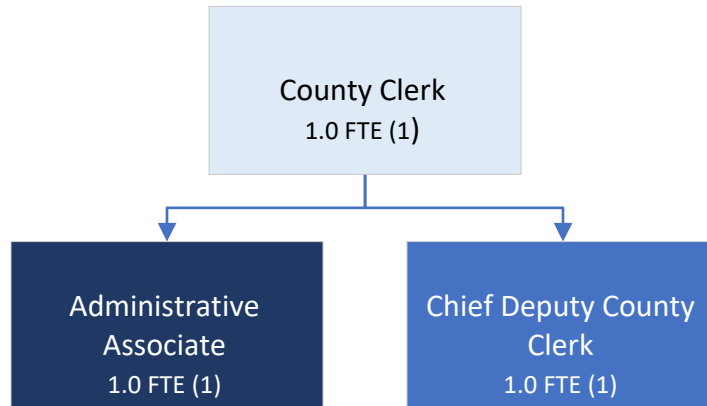 County Clerk
1.0 FTE (1)
Administrative
Associate
1.0 FTE (1)
Chief Deputy County
Clerk
1.0 FTE (1)